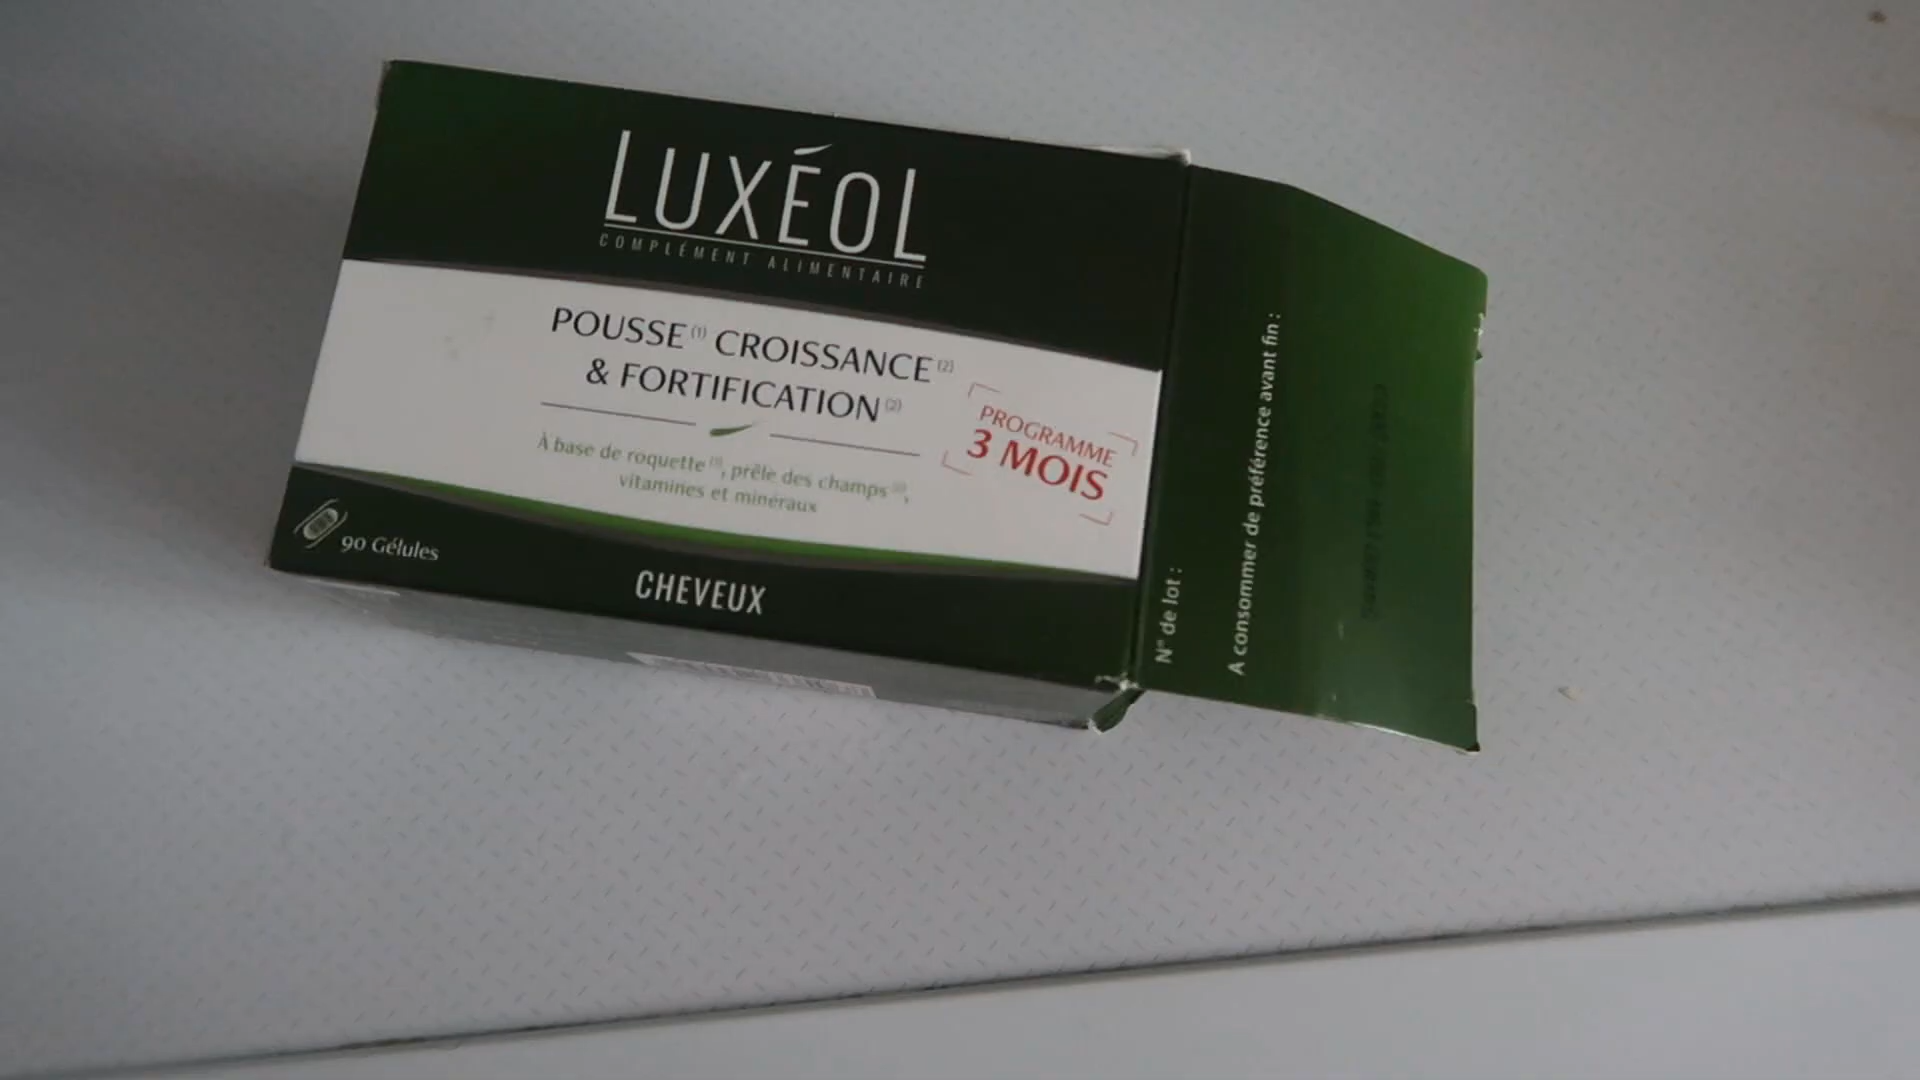 LUXÉOL
COMPLÉMENT ALIMENTAIRE
POUSSE(1) CROISSANCE(2)
& FORTIFICATION(2)
À base de roquette(1), prêle des champs(2),
vitamines et minéraux
PROGRAMME
3 MOIS
90 Gélules
CHEVEUX
N° de lot :
A consommer de préférence avant fin :